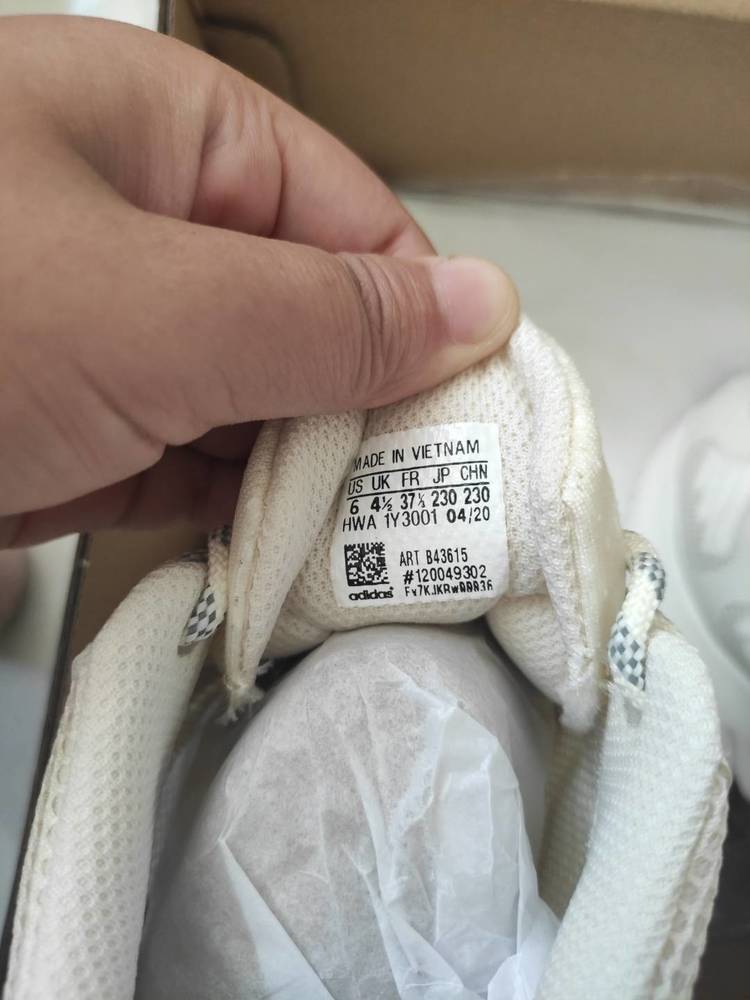 MADE IN VIETNAM
US UK FR JP CHN
6 4½ 37⅓ 230 230
HWA 1Y3001 04/20
ART B43615
#120049302
adidas